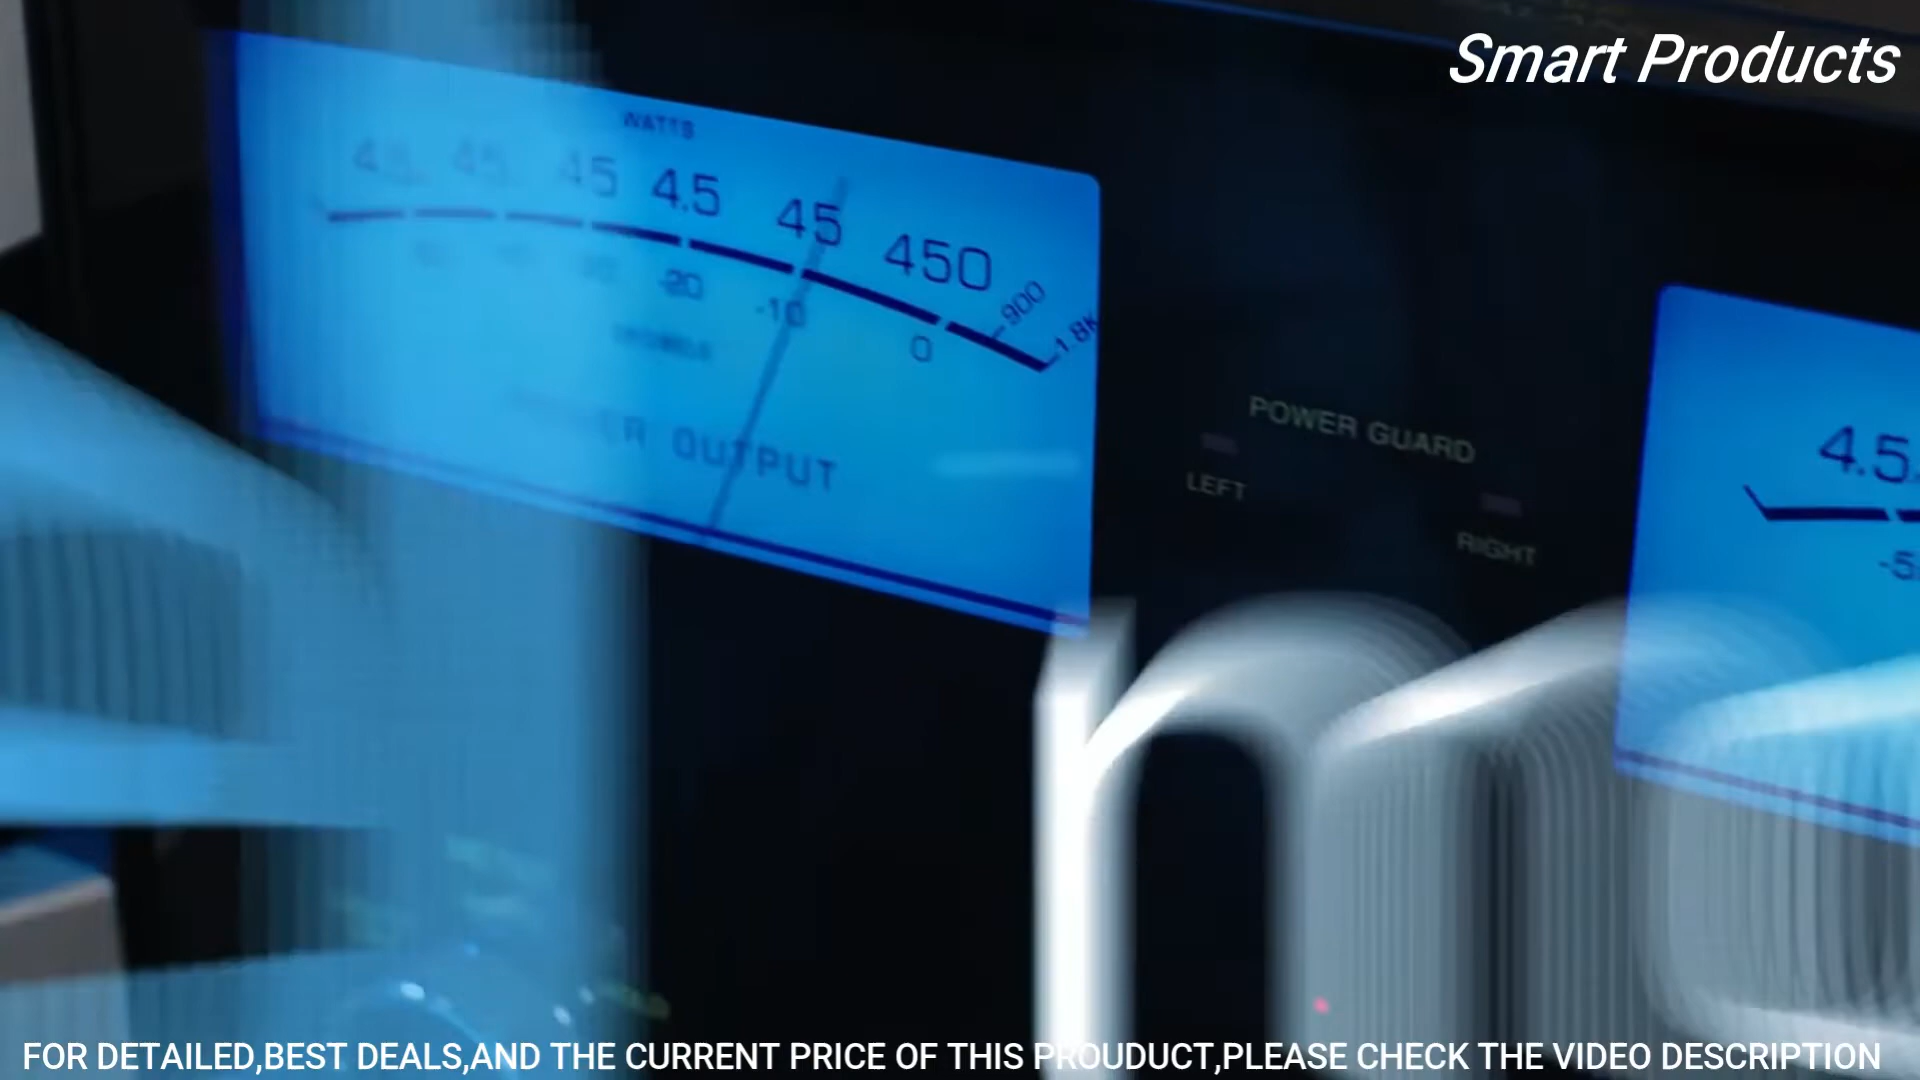 Smart Products
WATTS
4.5 45 450 900 1.8K
-20 -10 0
OUTPUT
POWER GUARD
LEFT
RIGHT
4.5
-5
FOR DETAILED,BEST DEALS,AND THE CURRENT PRICE OF THIS PROUDUCT,PLEASE CHECK THE VIDEO DESCRIPTION